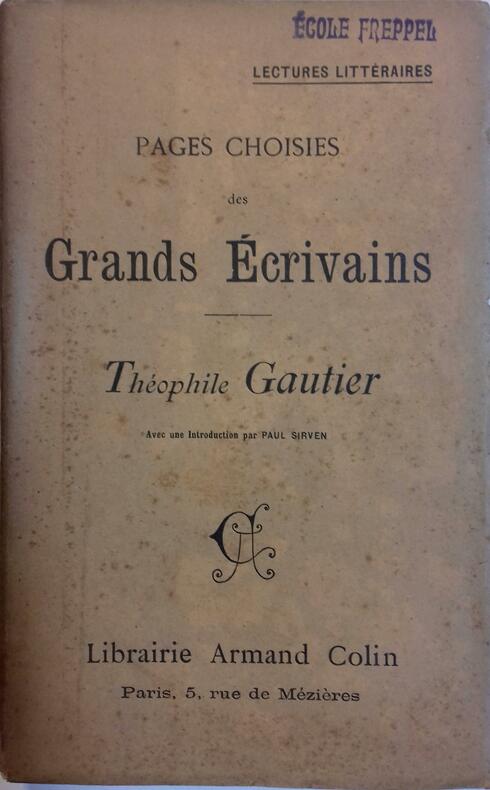 ÉCOLE FREPPEL
LECTURES LITTÉRAIRES
PAGES CHOISIES
des
Grands Écrivains
Théophile Gautier
Avec une Introduction par PAUL SIRVEN
Librairie Armand Colin
Paris, 5, rue de Mézières